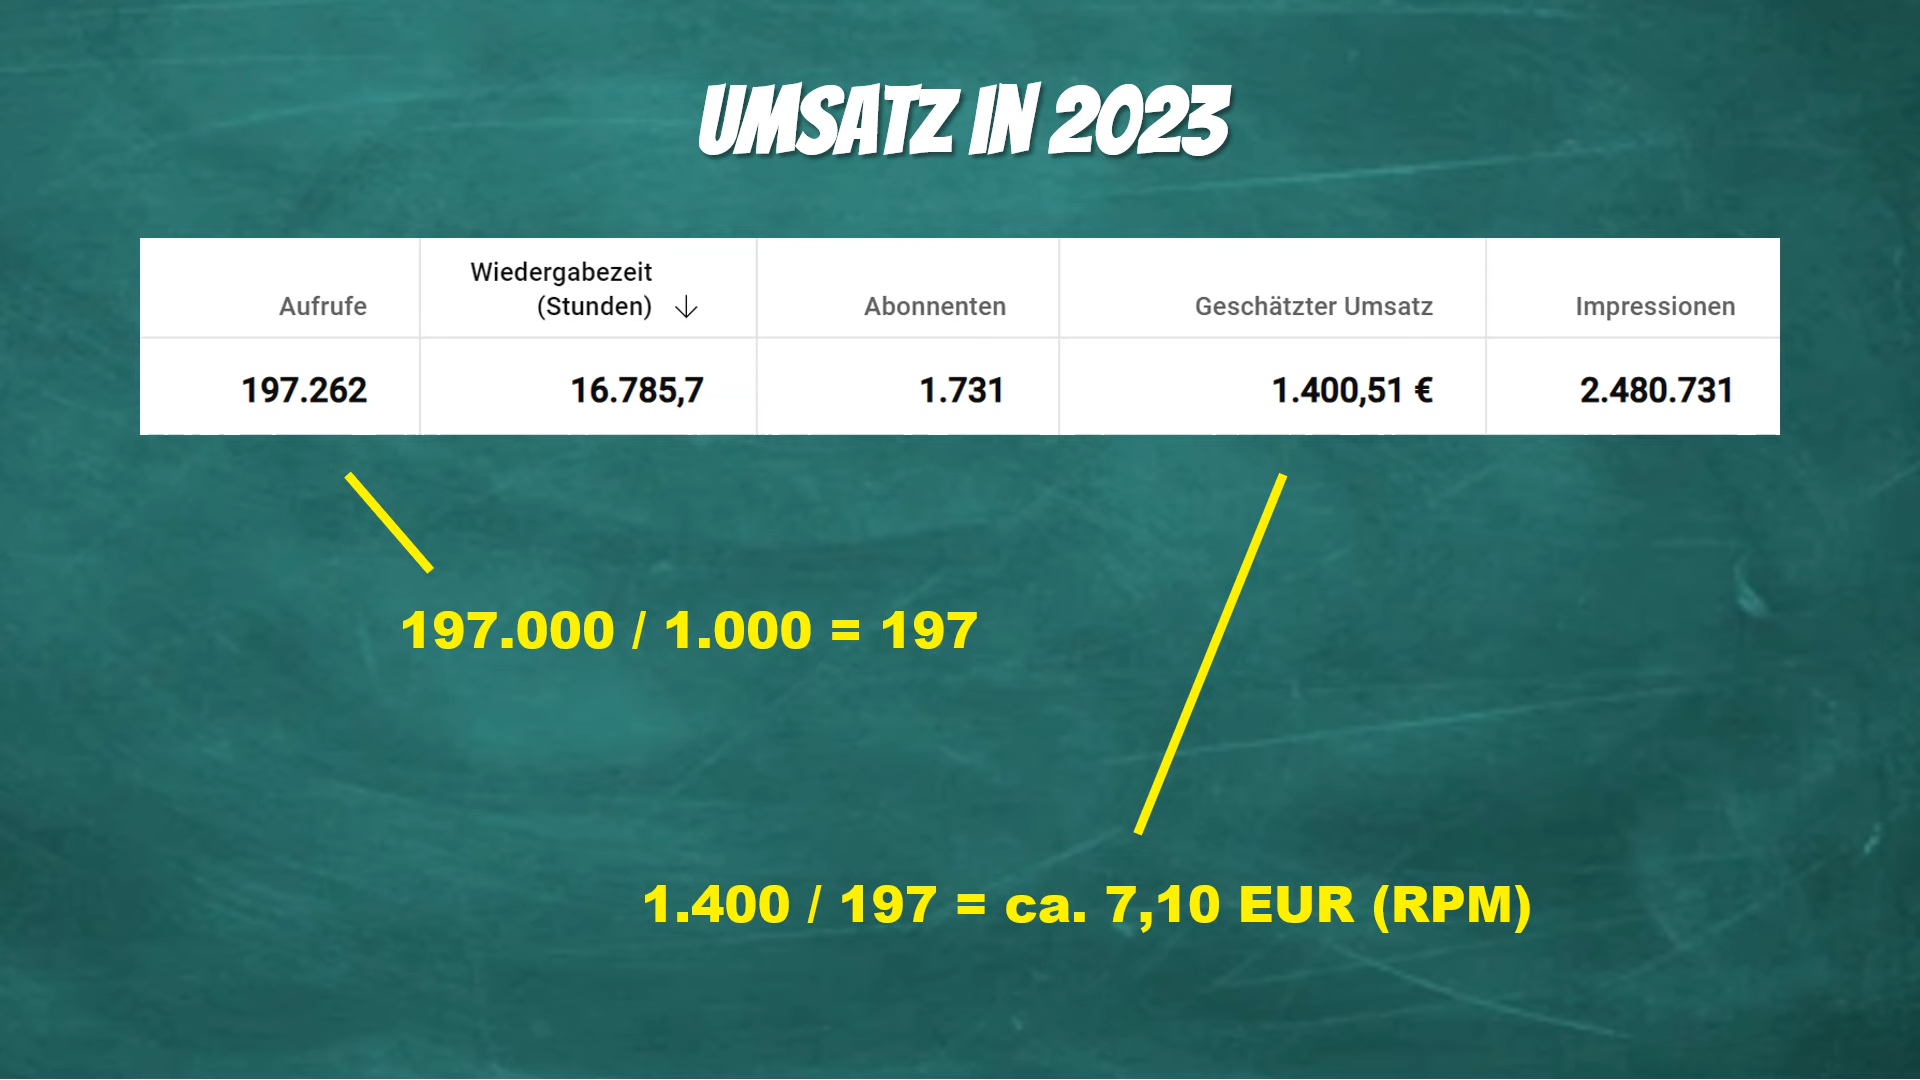 UMSATZ IN 2023
Aufrufe
Wiedergabezeit
(Stunden) ↓
Abonnenten
Geschätzter Umsatz
Impressionen
197.262
16.785,7
1.731
1.400,51 €
2.480.731
197.000 / 1.000 = 197
1.400 / 197 = ca. 7,10 EUR (RPM)